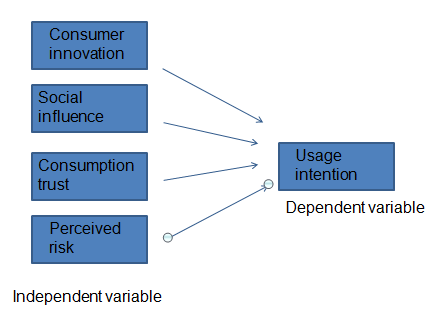 Consumer
innovation
Social
influence
Consumption
trust
Perceived
risk
Usage
intention
Dependent variable
Independent variable